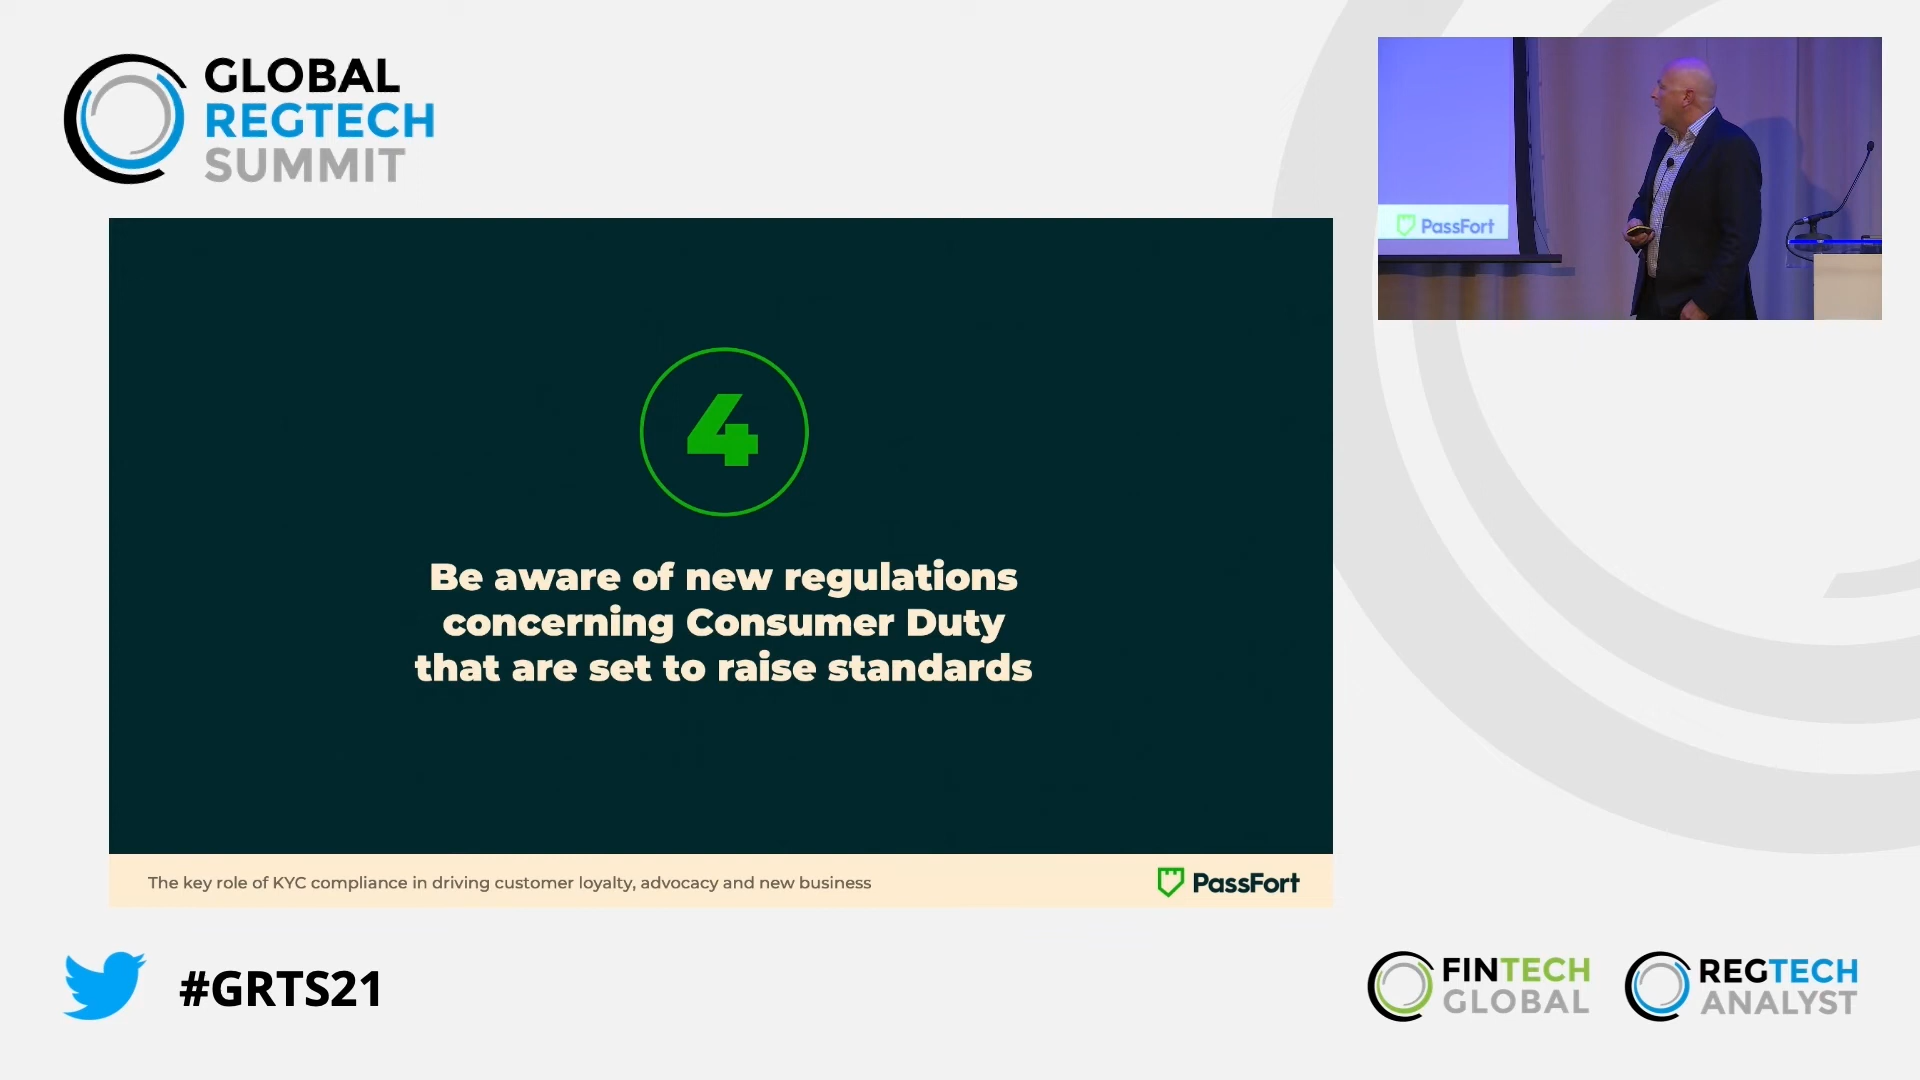 GLOBAL
REGTECH
SUMMIT
PassFort
4
Be aware of new regulations
concerning Consumer Duty
that are set to raise standards
The key role of KYC compliance in driving customer loyalty, advocacy and new business
PassFort
#GRTS21
FINTECH
GLOBAL
REGTECH
ANALYST